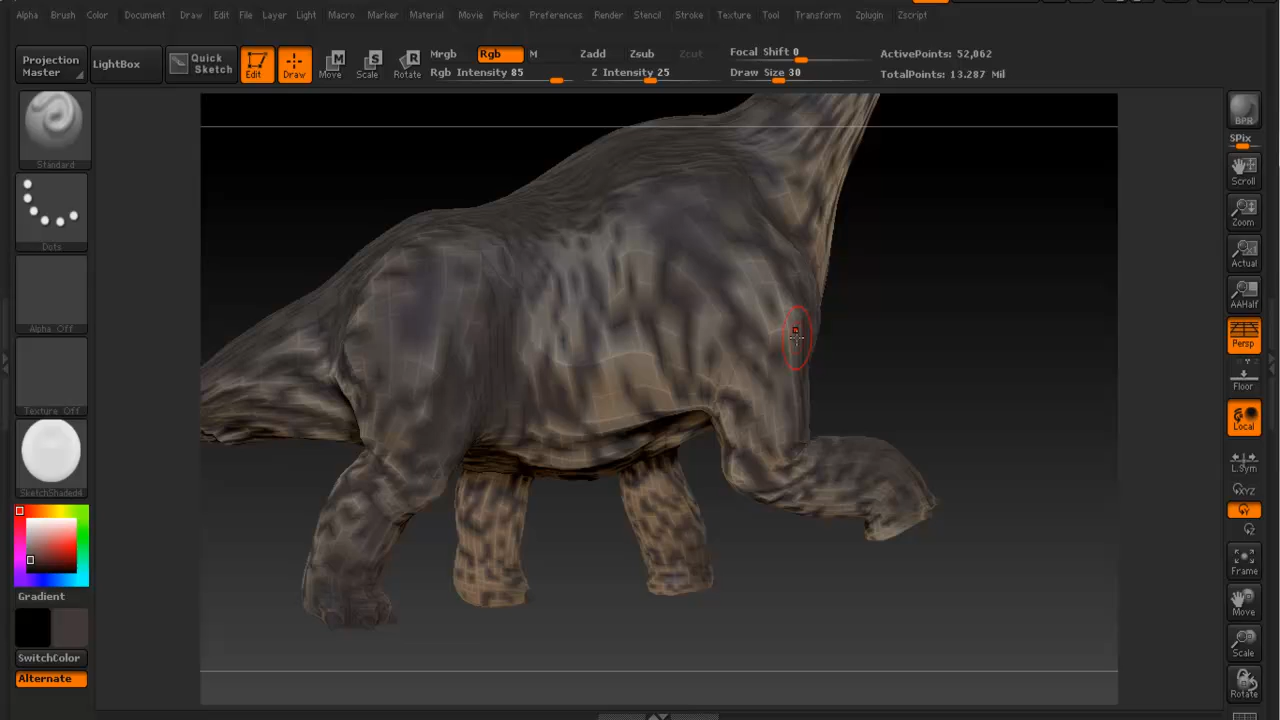 Alpha Brush Color Document Draw Edit File Layer Light Macro Marker Material Movie Picker Preferences Render Stencil Stroke Texture Tool Transform Zplugin Zscript
Projection Master
LightBox
Quick Sketch
Edit
Draw
Move
Scale
Rotate
Mrgb Rgb M
Rgb Intensity 85
Zadd Zsub Zcut
Z Intensity 25
Focal Shift 0
Draw Size 30
ActivePoints: 52,062
TotalPoints: 13.287 Mil
Standard
Dots
Alpha Off
Texture Off
SketchShaded4
Gradient
SwitchColor
Alternate
BPR
SPix
Scroll
Zoom
Actual
AAHalf
Persp
Floor
Local
L.Sym
XYZ
Y
Z
Frame
Move
Scale
Rotate